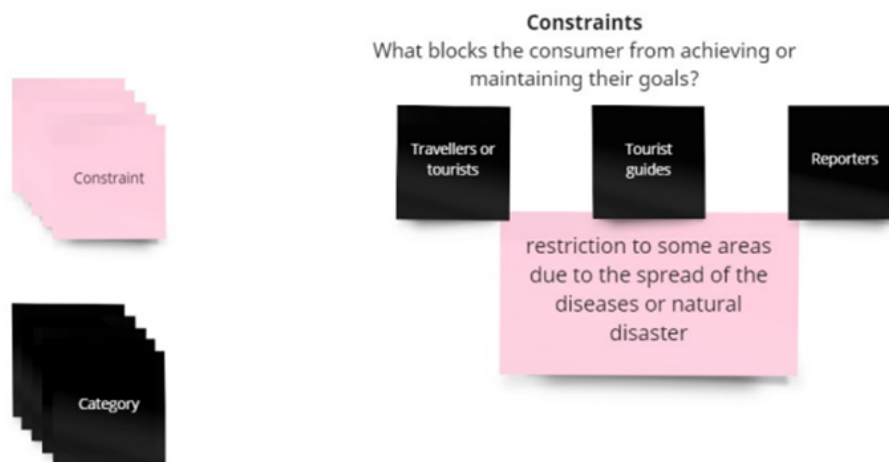 Constraints
What blocks the consumer from achieving or
maintaining their goals?
Constraint
Travellers or
tourists
Tourist
guides
Reporters
restriction to some areas
due to the spread of the
diseases or natural
disaster
Category